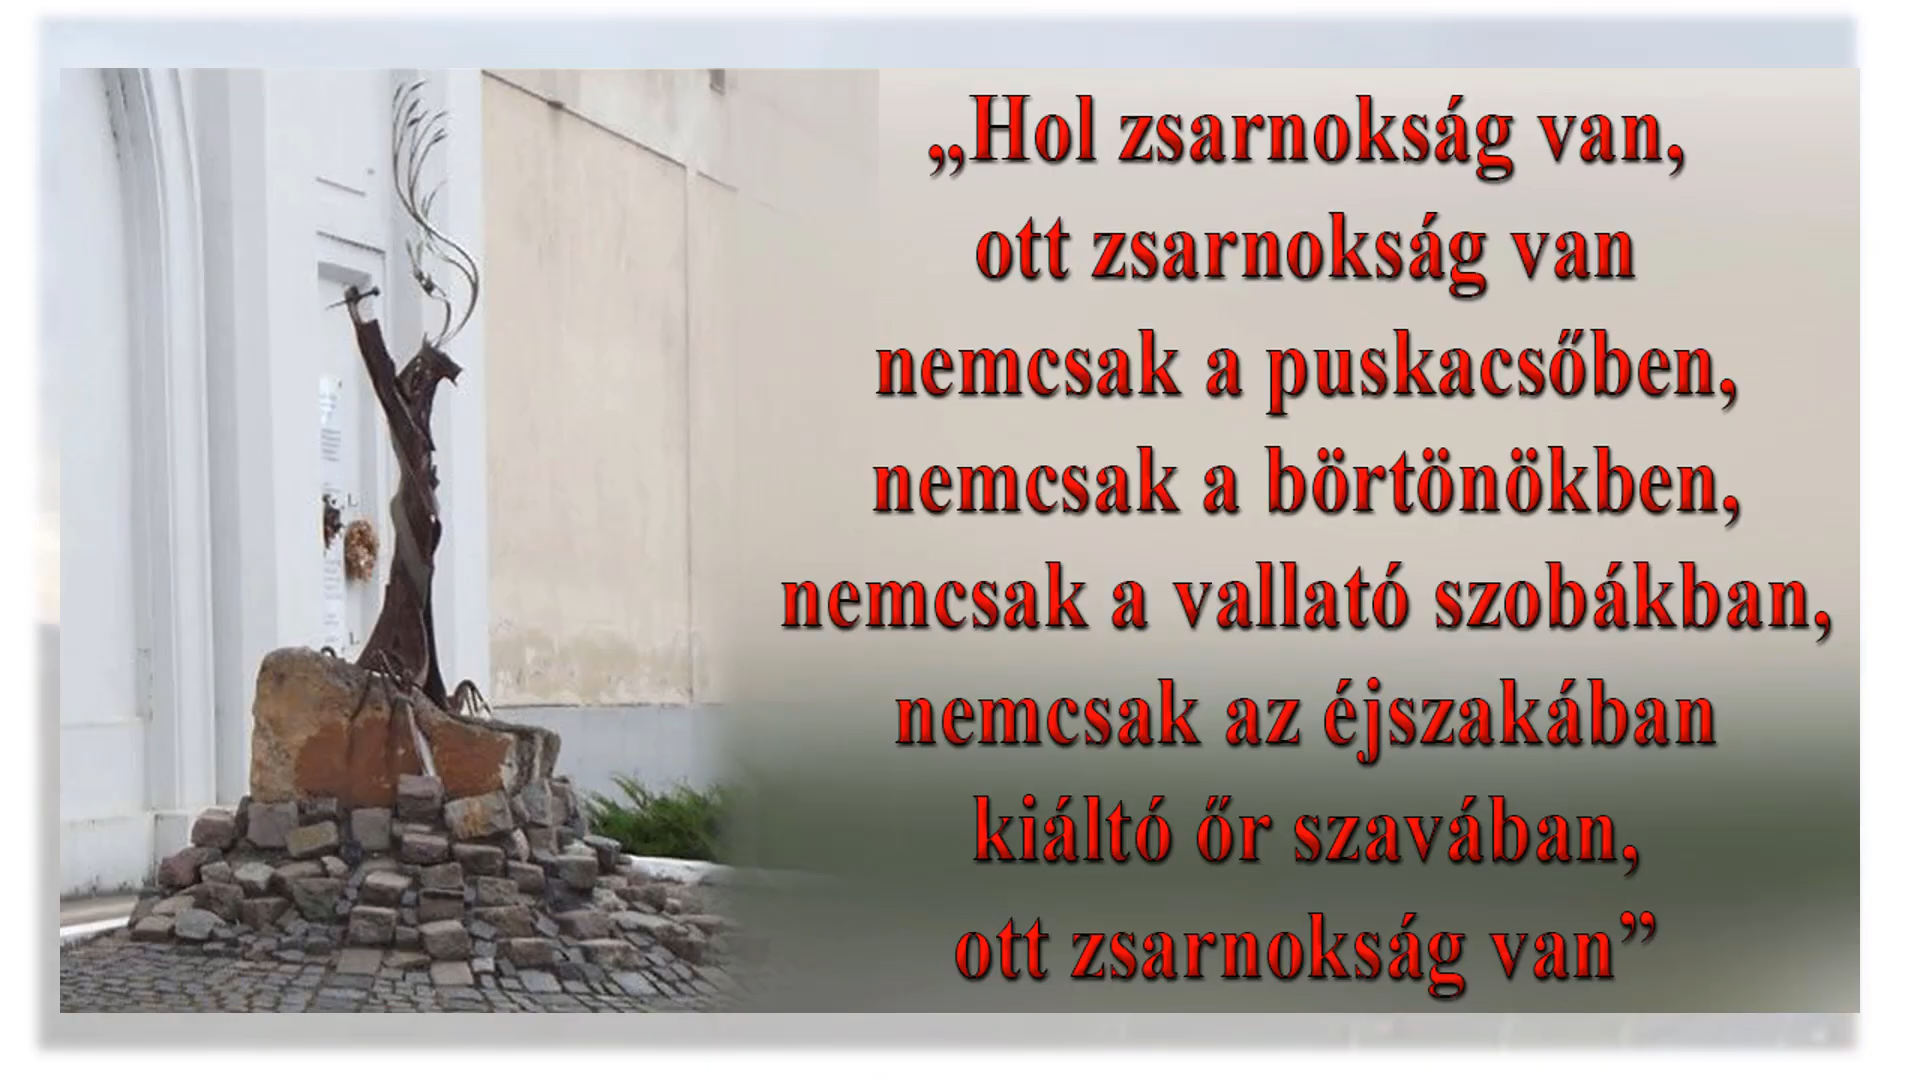 „Hol zsarnokság van,
ott zsarnokság van
nemcsak a puskacsőben,
nemcsak a börtönökben,
nemcsak a vallató szobákban,
nemcsak az éjszakában
kiáltó őr szavában,
ott zsarnokság van”